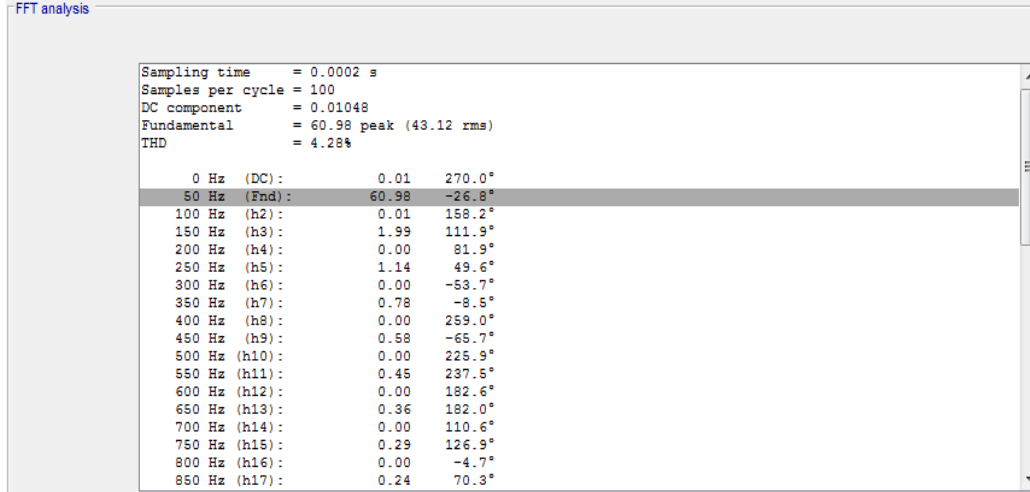 FFT analysis
Sampling time     = 0.0002 s
Samples per cycle = 100
DC component      = 0.01048
Fundamental       = 60.98 peak (43.12 rms)
THD               = 4.28%
0 Hz  (DC):         0.01   270.0°
50 Hz  (Fnd):       60.98   -26.8°
100 Hz  (h2):        0.01   158.2°
150 Hz  (h3):        1.99   111.9°
200 Hz  (h4):        0.00    81.9°
250 Hz  (h5):        1.14    49.6°
300 Hz  (h6):        0.00   -53.7°
350 Hz  (h7):        0.78    -8.5°
400 Hz  (h8):        0.00   259.0°
450 Hz  (h9):        0.58   -65.7°
500 Hz (h10):        0.00   225.9°
550 Hz (h11):        0.45   237.5°
600 Hz (h12):        0.00   182.6°
650 Hz (h13):        0.36   182.0°
700 Hz (h14):        0.00   110.6°
750 Hz (h15):        0.29   126.9°
800 Hz (h16):        0.00    -4.7°
850 Hz (h17):        0.24    70.3°